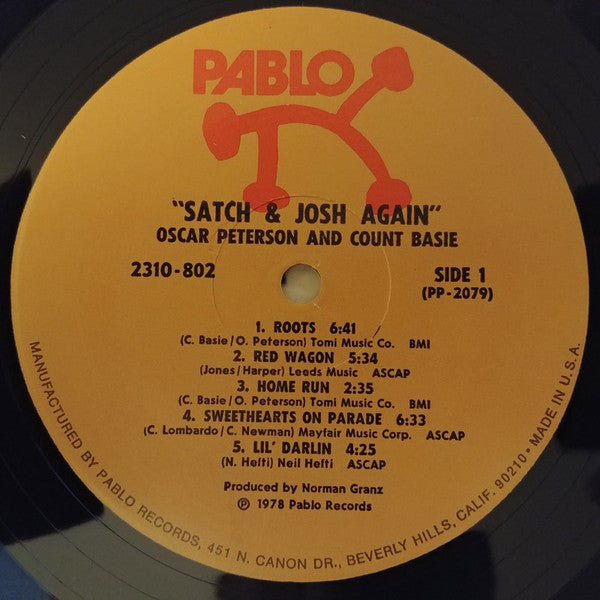 PABLO
"SATCH & JOSH AGAIN"
OSCAR PETERSON AND COUNT BASIE
2310-802
SIDE 1
(PP-2079)
1. ROOTS 6:41
(C. Basie/O. Peterson) Tomi Music Co. BMI
2. RED WAGON 5:34
(Jones/Harper) Leeds Music ASCAP
3. HOME RUN 2:35
(C. Basie/O. Peterson) Tomi Music Co. BMI
4. SWEETHEARTS ON PARADE 6:33
(C. Lombardo/C. Newman) Mayfair Music Corp. ASCAP
5. LIL' DARLIN 4:25
(N. Hefti) Neil Hefti ASCAP
Produced by Norman Granz
℗ 1978 Pablo Records
MANUFACTURED BY PABLO RECORDS, 451 N. CANON DR., BEVERLY HILLS, CALIF. 90210 • MADE IN U.S.A.